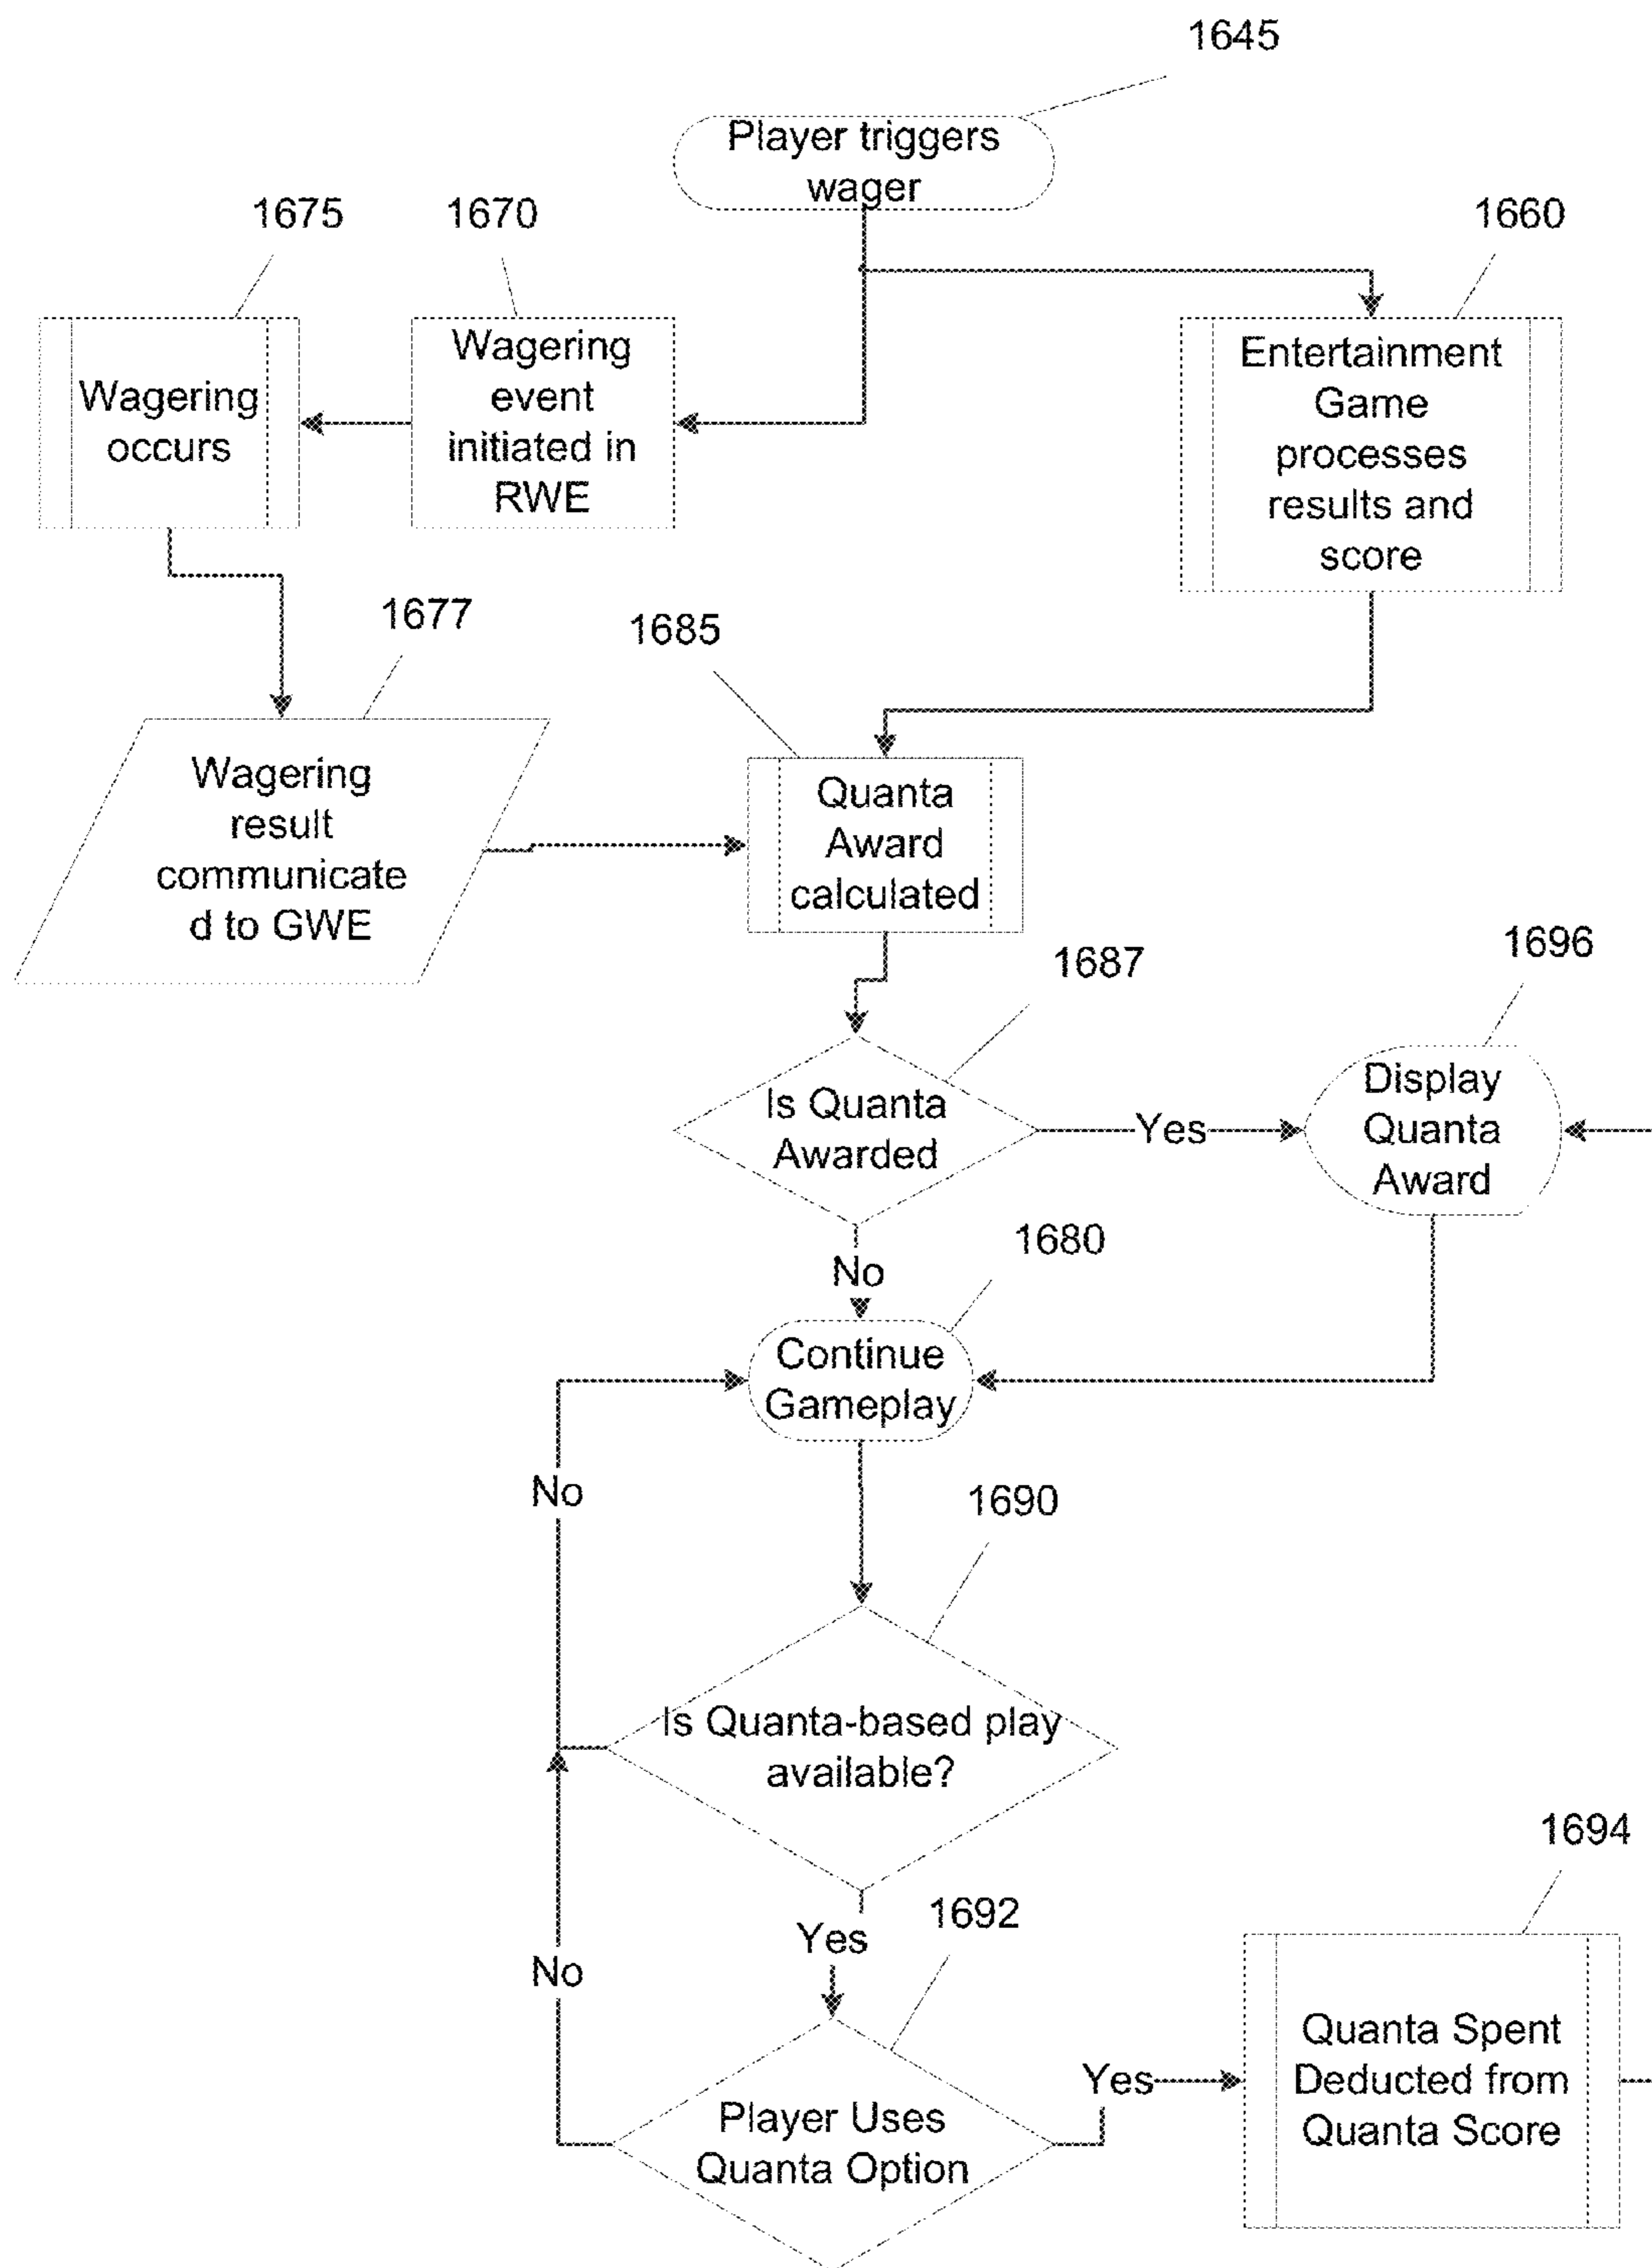 1645
Player triggers
wager
1675
1670
1660
Wagering
occurs
Wagering
event
initiated in
RWE
Entertainment
Game
processes
results and
score
1677
1685
Wagering
result
communicate
d to GWE
Quanta
Award
calculated
1687
1696
Is Quanta
Awarded
Yes
Display
Quanta
Award
No
1680
Continue
Gameplay
No
1690
Is Quanta-based play
available?
1694
Yes
1692
No
Player Uses
Quanta Option
Yes
Quanta Spent
Deducted from
Quanta Score